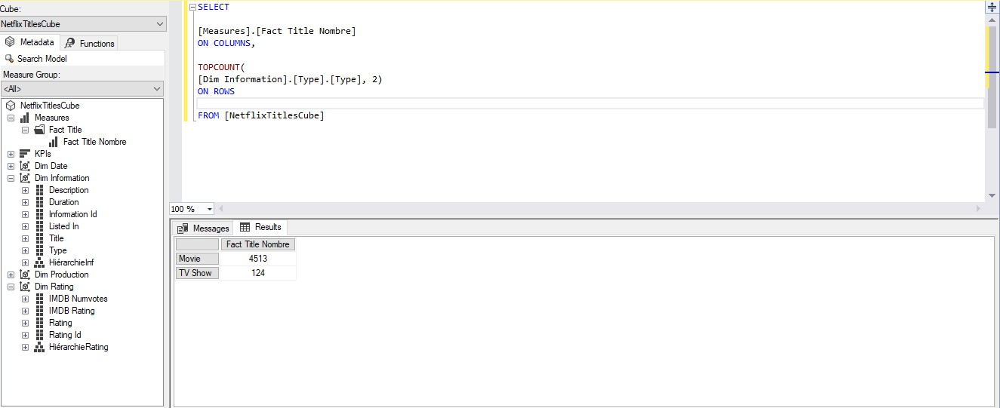 Cube:
NetflixTitlesCube
Metadata
Functions
Search Model
Measure Group:
<All>
NetflixTitlesCube
Measures
Fact Title
Fact Title Nombre
KPIs
Dim Date
Dim Information
Description
Duration
Information Id
Listed In
Title
Type
HiérarchieInf
Dim Production
Dim Rating
IMDB Numvotes
IMDB Rating
Rating
Rating Id
HiérarchieRating
SELECT
[Measures].[Fact Title Nombre]
ON COLUMNS,
TOPCOUNT(
[Dim Information].[Type].[Type], 2)
ON ROWS
FROM [NetflixTitlesCube]
100 %
Messages
Results
Fact Title Nombre
Movie 4513
TV Show 124